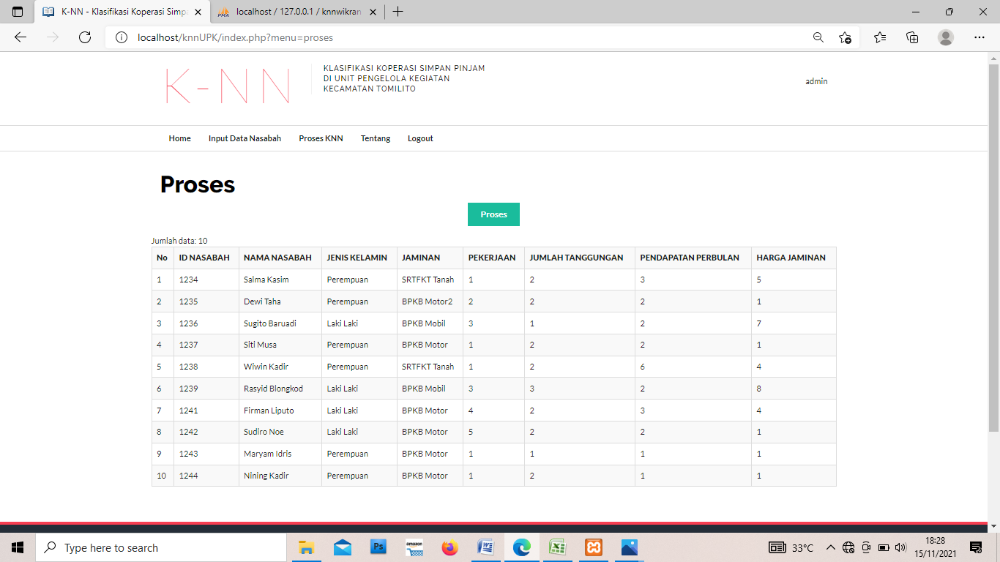 K-NN - Klasifikasi Koperasi Simp
localhost / 127.0.0.1 / knnwikran
localhost/knnUPK/index.php?menu=proses
K-NN
KLASIFIKASI KOPERASI SIMPAN PINJAM
DI UNIT PENGELOLA KEGIATAN
KECAMATAN TOMILITO
admin
Home Input Data Nasabah Proses KNN Tentang Logout
Proses
Proses
Jumlah data: 10
No ID NASABAH NAMA NASABAH JENIS KELAMIN JAMINAN PEKERJAAN JUMLAH TANGGUNGAN PENDAPATAN PERBULAN HARGA JAMINAN
1 1234 Salma Kasim Perempuan SRTFKT Tanah 1 2 3 5
2 1235 Dewi Taha Perempuan BPKB Motor2 2 2 2 1
3 1236 Sugito Baruadi Laki Laki BPKB Mobil 3 1 2 7
4 1237 Siti Musa Perempuan BPKB Motor 1 2 2 1
5 1238 Wiwin Kadir Perempuan SRTFKT Tanah 1 2 6 4
6 1239 Rasyid Blongkod Laki Laki BPKB Mobil 3 3 2 8
7 1241 Firman Liputo Laki Laki BPKB Motor 4 2 3 4
8 1242 Sudiro Noe Laki Laki BPKB Motor 5 2 2 1
9 1243 Maryam Idris Perempuan BPKB Motor 1 1 1 1
10 1244 Nining Kadir Perempuan BPKB Motor 1 2 1 1
Type here to search
Ps
amazon
33°C
18:28
15/11/2021